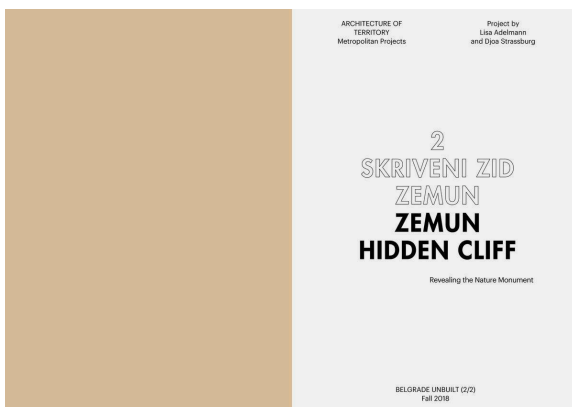 ARCHITECTURE OF
TERRITORY
Metropolitan Projects
Project by
Lisa Adelmann
and Djoa Strassburg
2
SKRIVENI ZID
ZEMUN
ZEMUN
HIDDEN CLIFF
Revealing the Nature Monument
BELGRADE UNBUILT (2/2)
Fall 2018